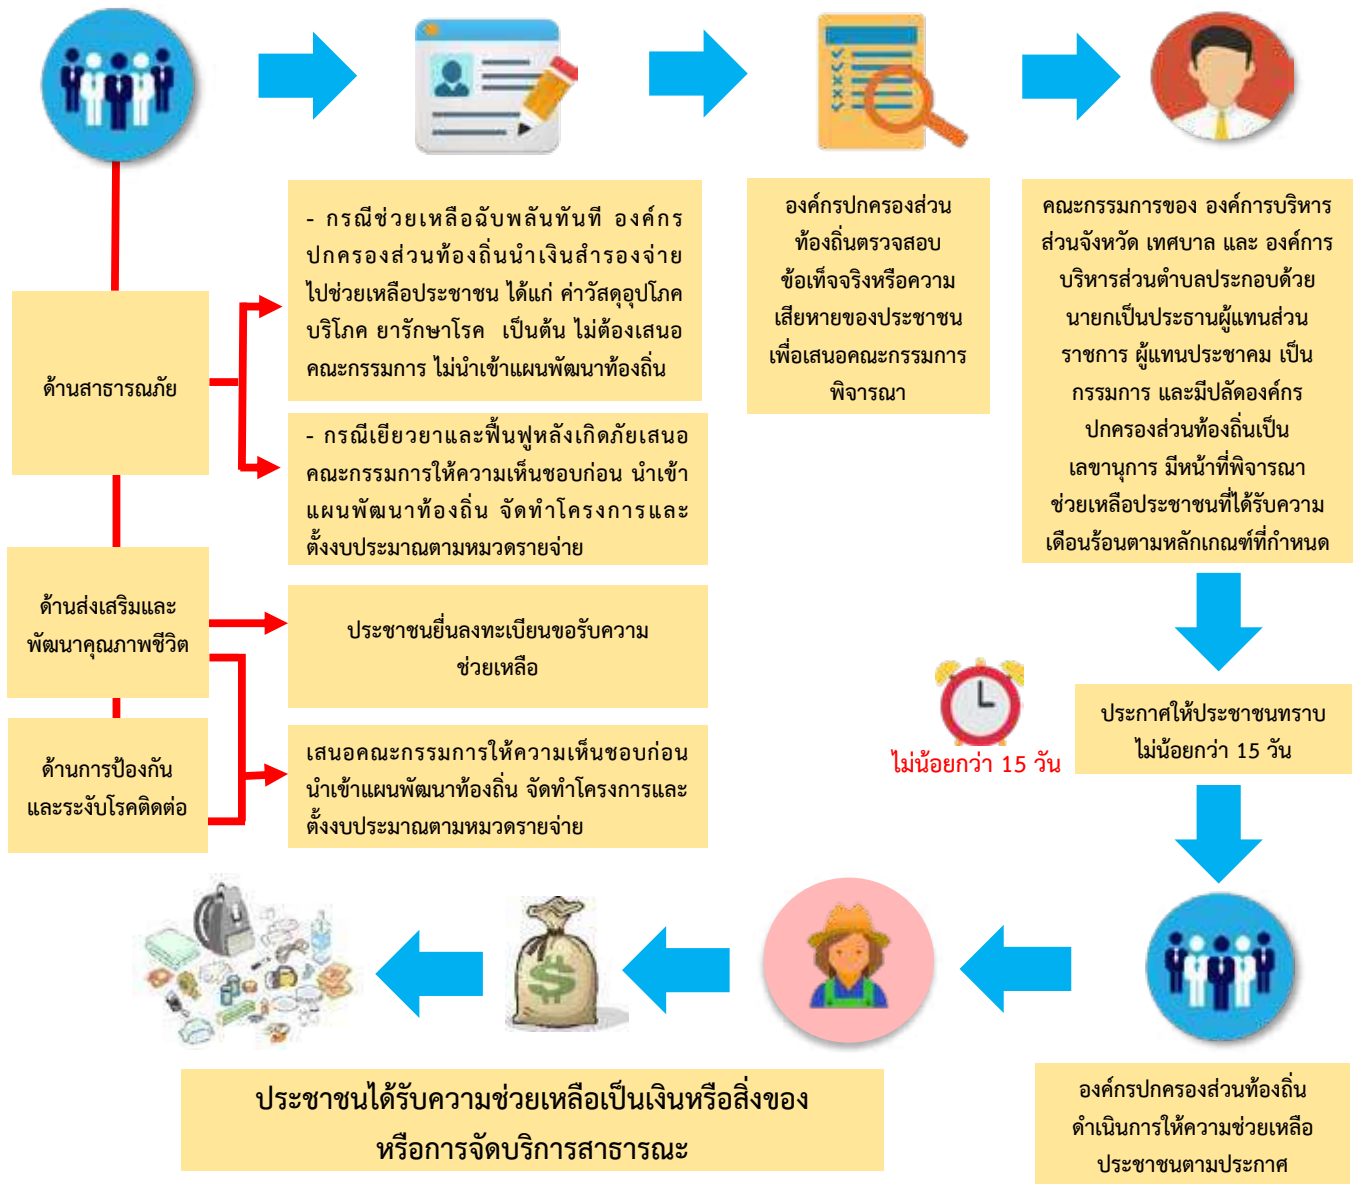 - กรณีช่วยเหลือฉับพลันทันที องค์กร
ปกครองส่วนท้องถิ่นนำเงินสำรองจ่าย
ไปช่วยเหลือประชาชน ได้แก่ ค่าวัสดุอุปโภค
บริโภค ยารักษาโรค เป็นต้น ไม่ต้องเสนอ
คณะกรรมการ ไม่นำเข้าแผนพัฒนาท้องถิ่น
องค์กรปกครองส่วน
ท้องถิ่นตรวจสอบ
ข้อเท็จจริงหรือความ
เสียหายของประชาชน
เพื่อเสนอคณะกรรมการ
พิจารณา
คณะกรรมการของ องค์การบริหาร
ส่วนจังหวัด เทศบาล และ องค์การ
บริหารส่วนตำบลประกอบด้วย
นายกเป็นประธานผู้แทนส่วน
ราชการ ผู้แทนประชาคม เป็น
กรรมการ และมีปลัดองค์กร
ปกครองส่วนท้องถิ่นเป็น
เลขานุการ มีหน้าที่พิจารณา
ช่วยเหลือประชาชนที่ได้รับความ
เดือนร้อนตามหลักเกณฑ์ที่กำหนด
ด้านสาธารณภัย
- กรณีเยียวยาและฟื้นฟูหลังเกิดภัยเสนอ
คณะกรรมการให้ความเห็นชอบก่อน นำเข้า
แผนพัฒนาท้องถิ่น จัดทำโครงการและ
ตั้งงบประมาณตามหมวดรายจ่าย
ด้านส่งเสริมและ
พัฒนาคุณภาพชีวิต
ประชาชนยื่นลงทะเบียนขอรับความ
ช่วยเหลือ
ด้านการป้องกัน
และระงับโรคติดต่อ
เสนอคณะกรรมการให้ความเห็นชอบก่อน
นำเข้าแผนพัฒนาท้องถิ่น จัดทำโครงการและ
ตั้งงบประมาณตามหมวดรายจ่าย
ไม่น้อยกว่า 15 วัน
ประกาศให้ประชาชนทราบ
ไม่น้อยกว่า 15 วัน
องค์กรปกครองส่วนท้องถิ่น
ดำเนินการให้ความช่วยเหลือ
ประชาชนตามประกาศ
ประชาชนได้รับความช่วยเหลือเป็นเงินหรือสิ่งของ
หรือการจัดบริการสาธารณะ